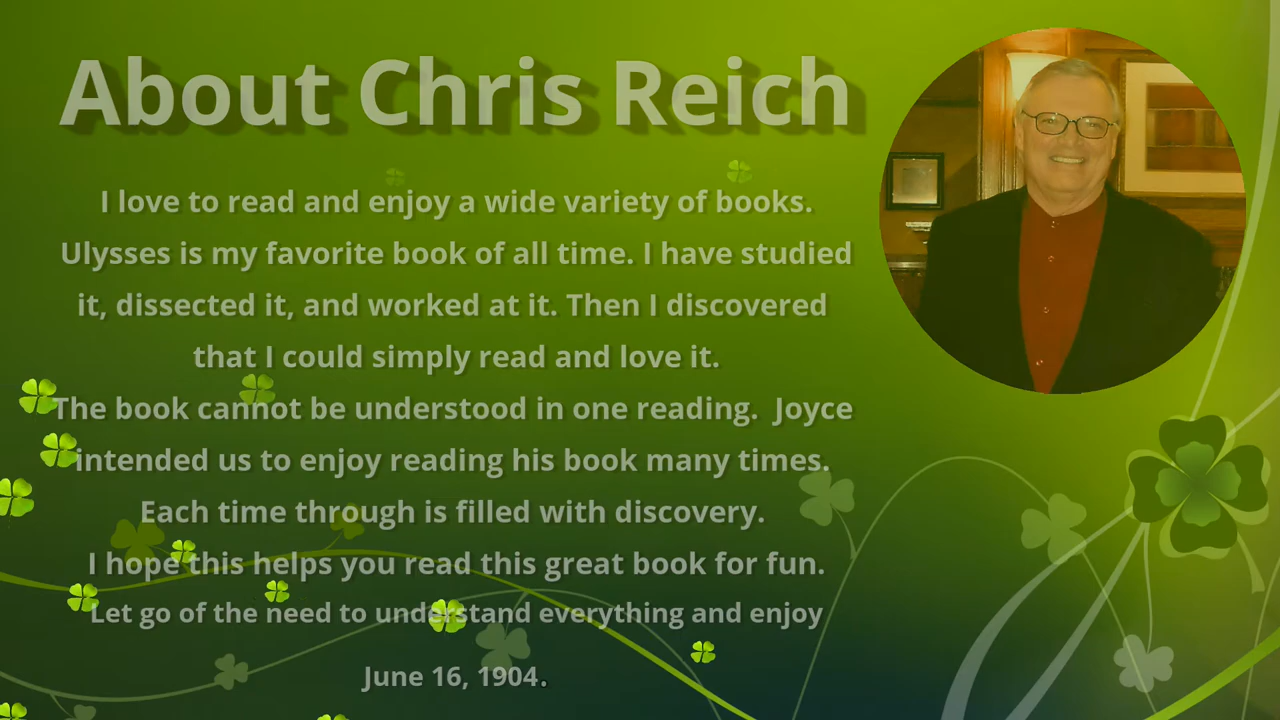 About Chris Reich
I love to read and enjoy a wide variety of books.
Ulysses is my favorite book of all time. I have studied
it, dissected it, and worked at it. Then I discovered
that I could simply read and love it.
The book cannot be understood in one reading.  Joyce
intended us to enjoy reading his book many times.
Each time through is filled with discovery.
I hope this helps you read this great book for fun.
Let go of the need to understand everything and enjoy
June 16, 1904.